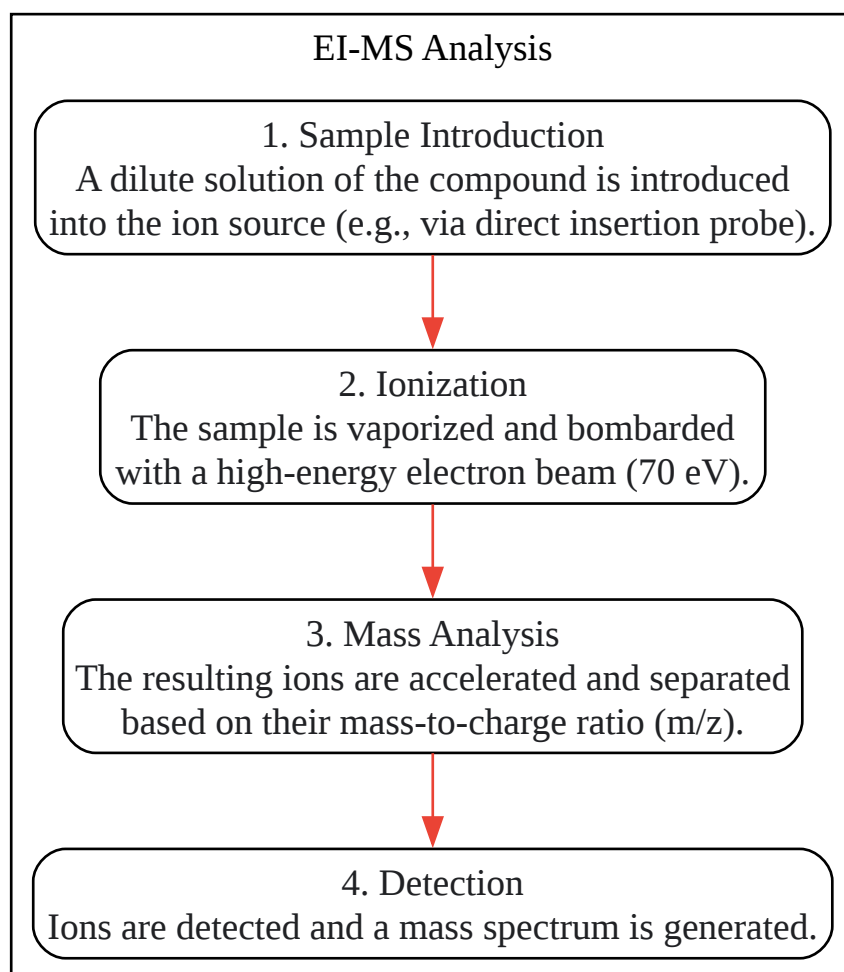 EI-MS Analysis
1. Sample Introduction
A dilute solution of the compound is introduced
into the ion source (e.g., via direct insertion probe).
2. Ionization
The sample is vaporized and bombarded
with a high-energy electron beam (70 eV).
3. Mass Analysis
The resulting ions are accelerated and separated
based on their mass-to-charge ratio (m/z).
4. Detection
Ions are detected and a mass spectrum is generated.